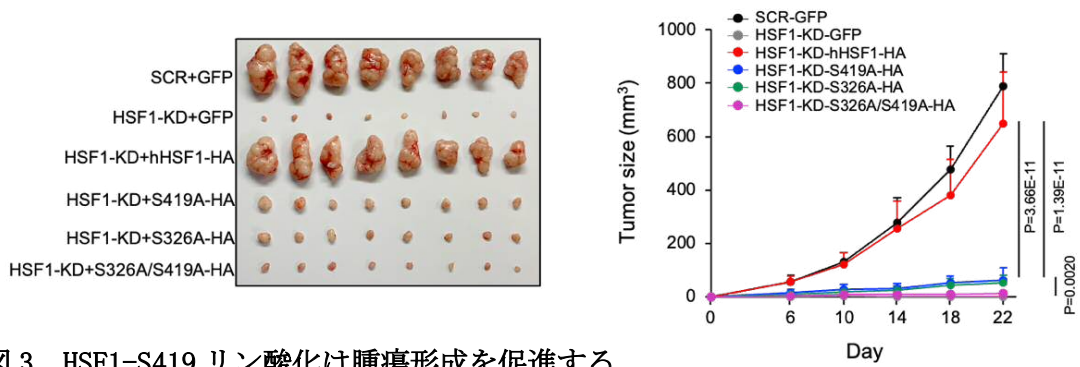 SCR+GFP
HSF1-KD+GFP
HSF1-KD+hHSF1-HA
HSF1-KD+S419A-HA
HSF1-KD+S326A-HA
HSF1-KD+S326A/S419A-HA
Tumor size (mm³)
1000
800
600
400
200
0
SCR-GFP
HSF1-KD-GFP
HSF1-KD-hHSF1-HA
HSF1-KD-S419A-HA
HSF1-KD-S326A-HA
HSF1-KD-S326A/S419A-HA
P=3.66E-11
P=1.39E-11
P=0.0020
0 6 10 14 18 22
Day
図3 HSF1-S419 リン酸化は腫瘍形成を促進する